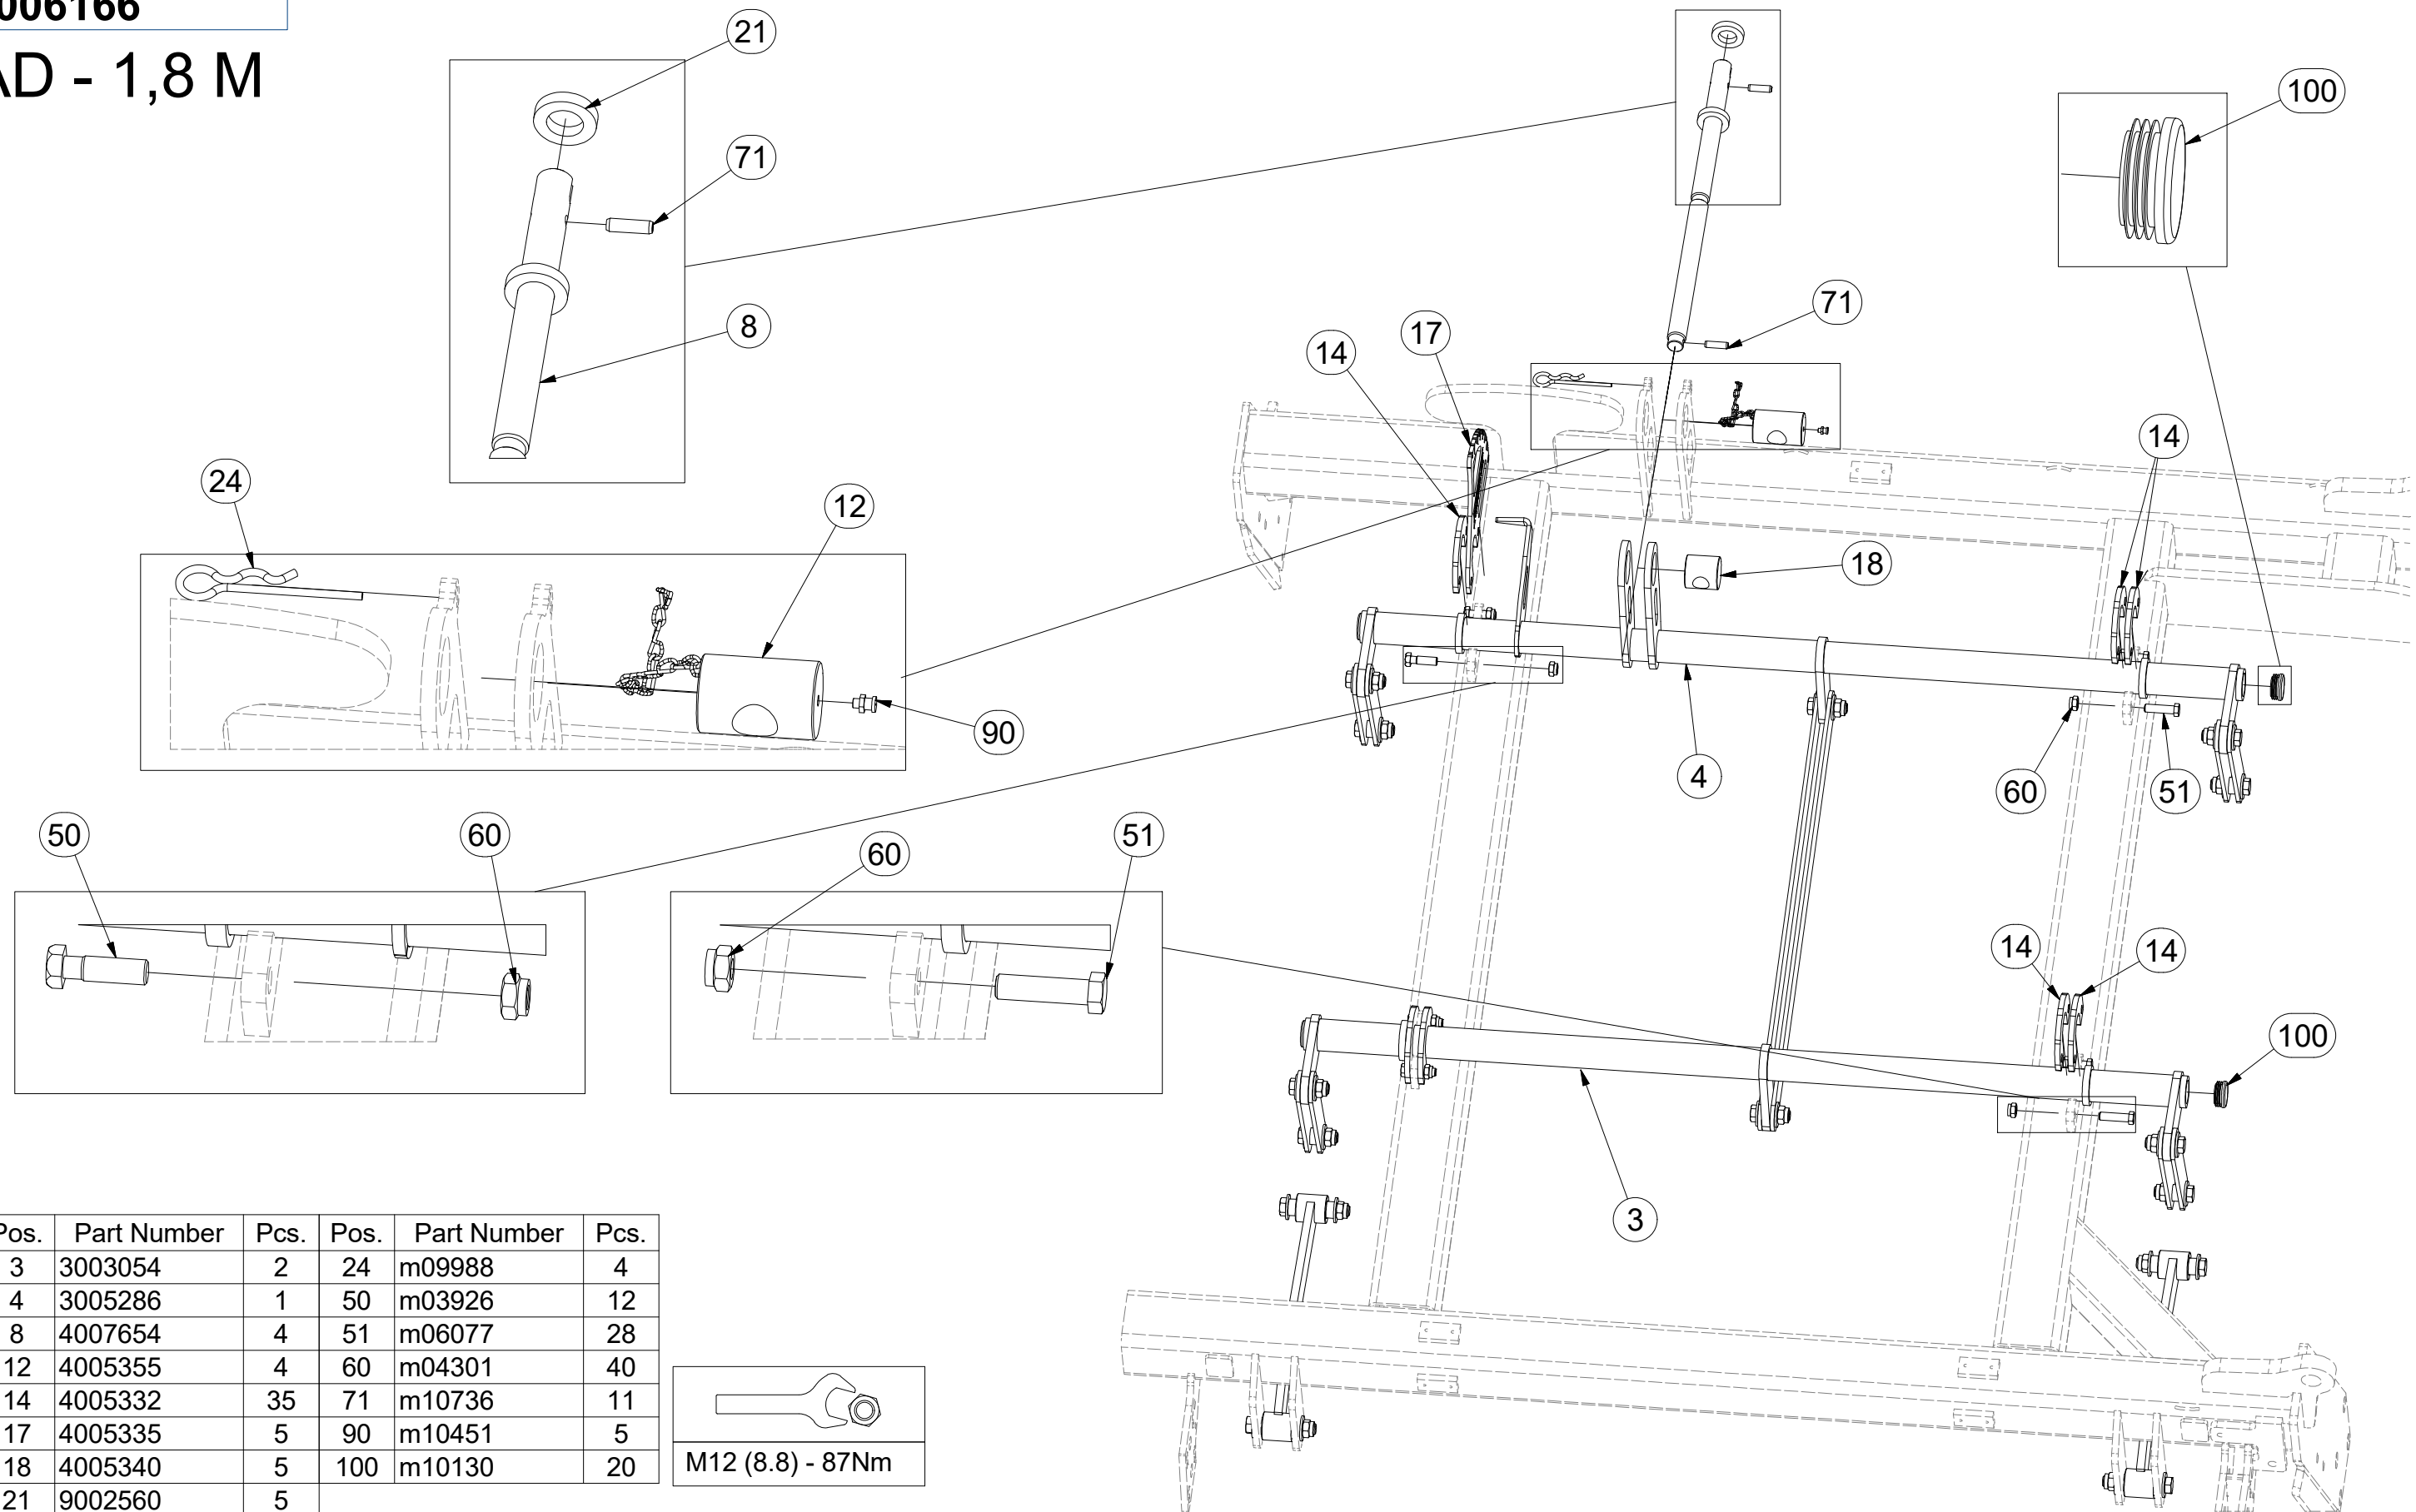 006166
AD - 1,8 M
21
71
8
100
71
17
14
14
24
12
18
90
4
60
51
50
60
60
51
14
14
100
3
Pos. Part Number Pcs. Pos. Part Number Pcs.
3 3003054 2 24 m09988 4
4 3005286 1 50 m03926 12
8 4007654 4 51 m06077 28
12 4005355 4 60 m04301 40
14 4005332 35 71 m10736 11
17 4005335 5 90 m10451 5
18 4005340 5 100 m10130 20
21 9002560 5
M12 (8.8) - 87Nm